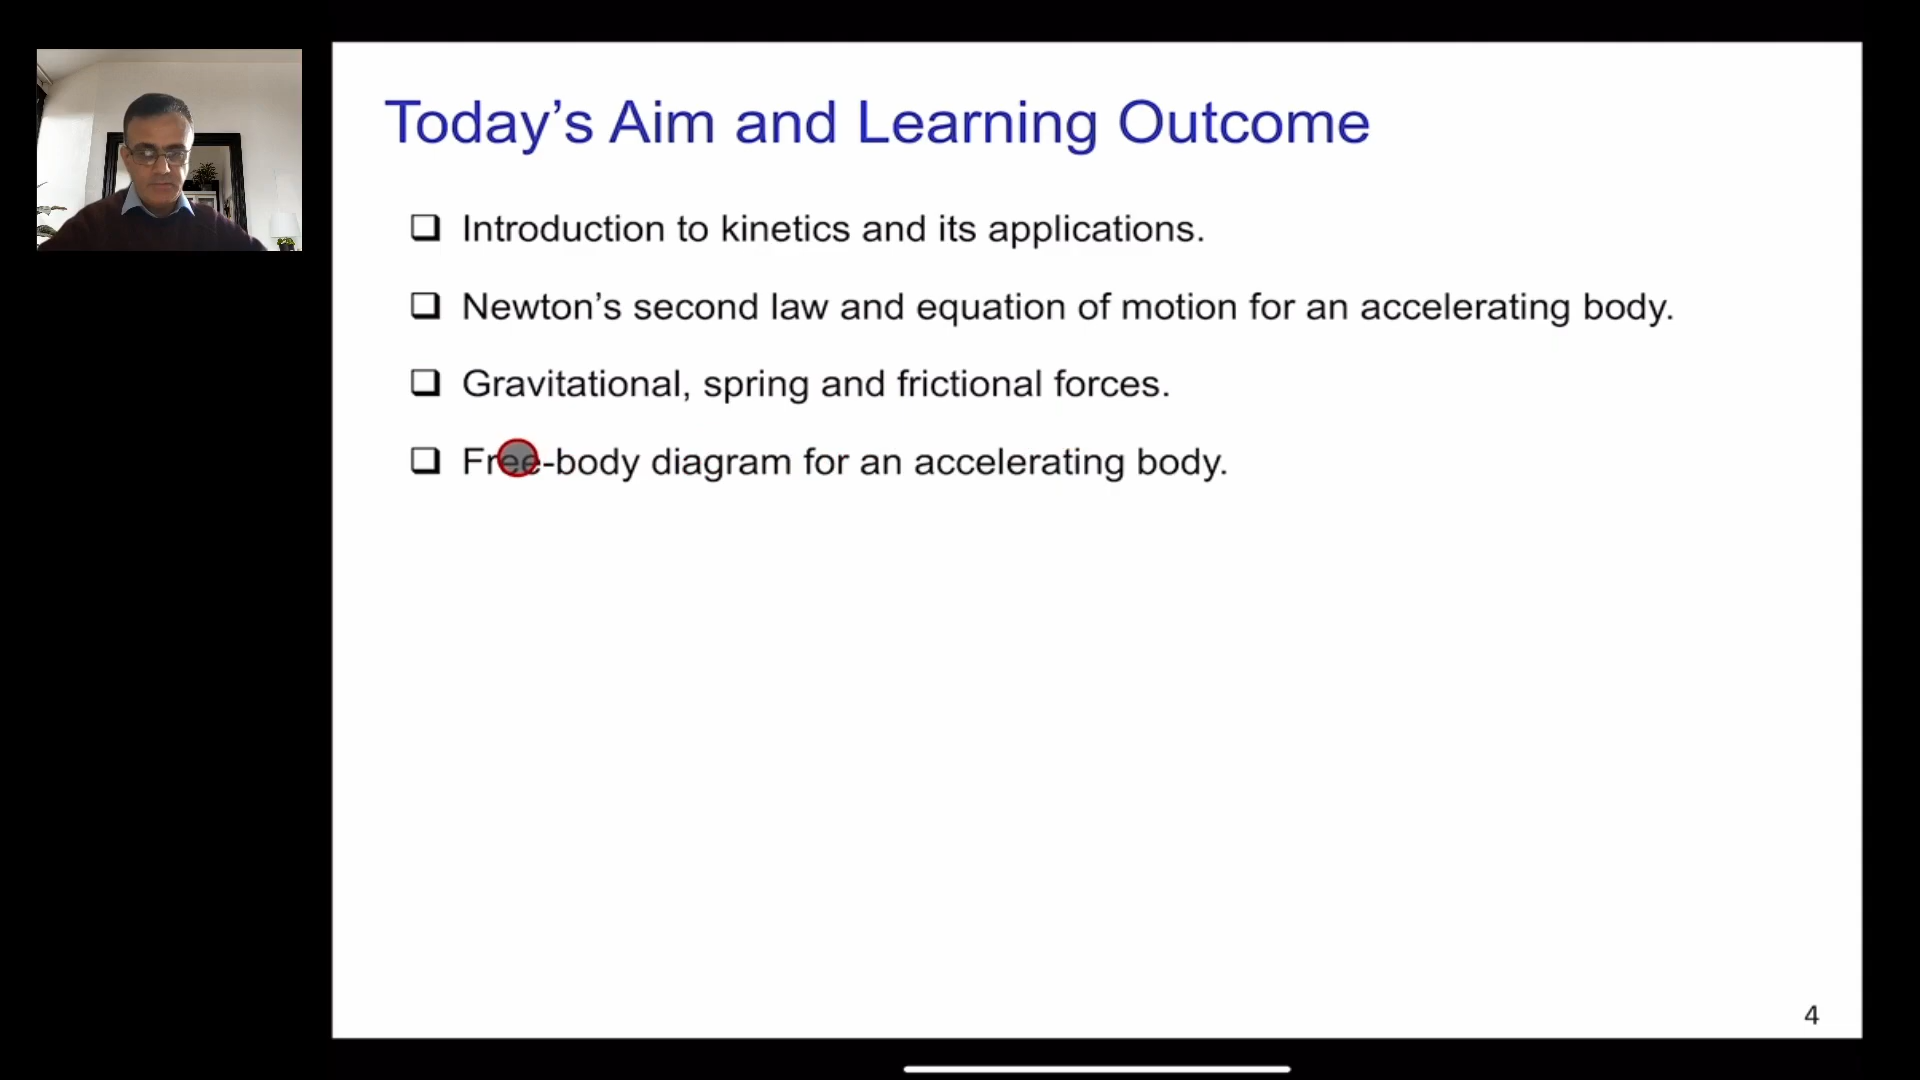 Today’s Aim and Learning Outcome
❑ Introduction to kinetics and its applications.
❑ Newton’s second law and equation of motion for an accelerating body.
❑ Gravitational, spring and frictional forces.
❑ Free-body diagram for an accelerating body.
4